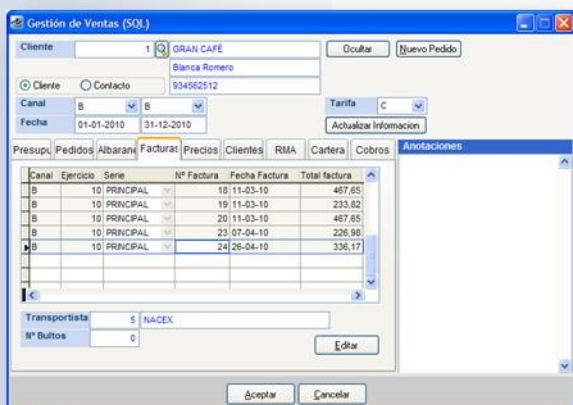 Gestión de Ventas (SQL)
Cliente 1 GRAN CAFÉ Ocultar Nuevo Pedido
Blanca Romero
Cliente Contacto 934562512
Canal B B Tarifa C
Fecha 01-01-2010 31-12-2010 Actualizar Informacion
Presupu Pedidos Albarane Facturas Precios Clientes RMA Cartera Cobros Anotaciones
Canal Ejercicio Serie Nº Factura Fecha Factura Total factura
B 10 PRINCIPAL 18 11-03-10 467,65
B 10 PRINCIPAL 19 11-03-10 233,82
B 10 PRINCIPAL 20 11-03-10 467,65
B 10 PRINCIPAL 23 07-04-10 226,98
B 10 PRINCIPAL 24 26-04-10 336,17
Transportista 5 NACEX
Nº Bultos 0
Editar
Aceptar Cancelar